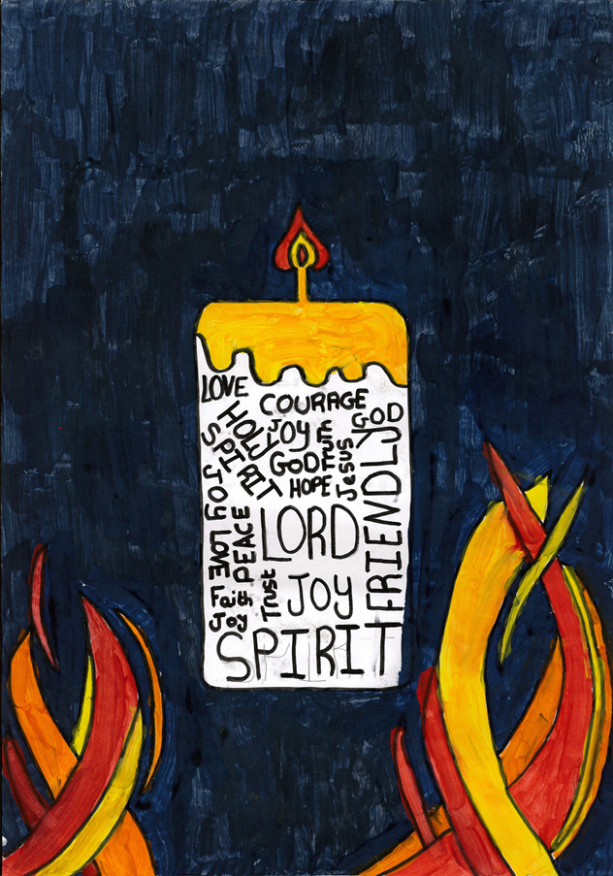 LOVE
COURAGE
GOD
HOLY
SPIRIT
JOY
Truth
Jesus
GOD
HOPE
FRIENDLY
JOY
LOVE
PEACE
LORD
Faith
Joy
Trust
JOY
SPIRIT